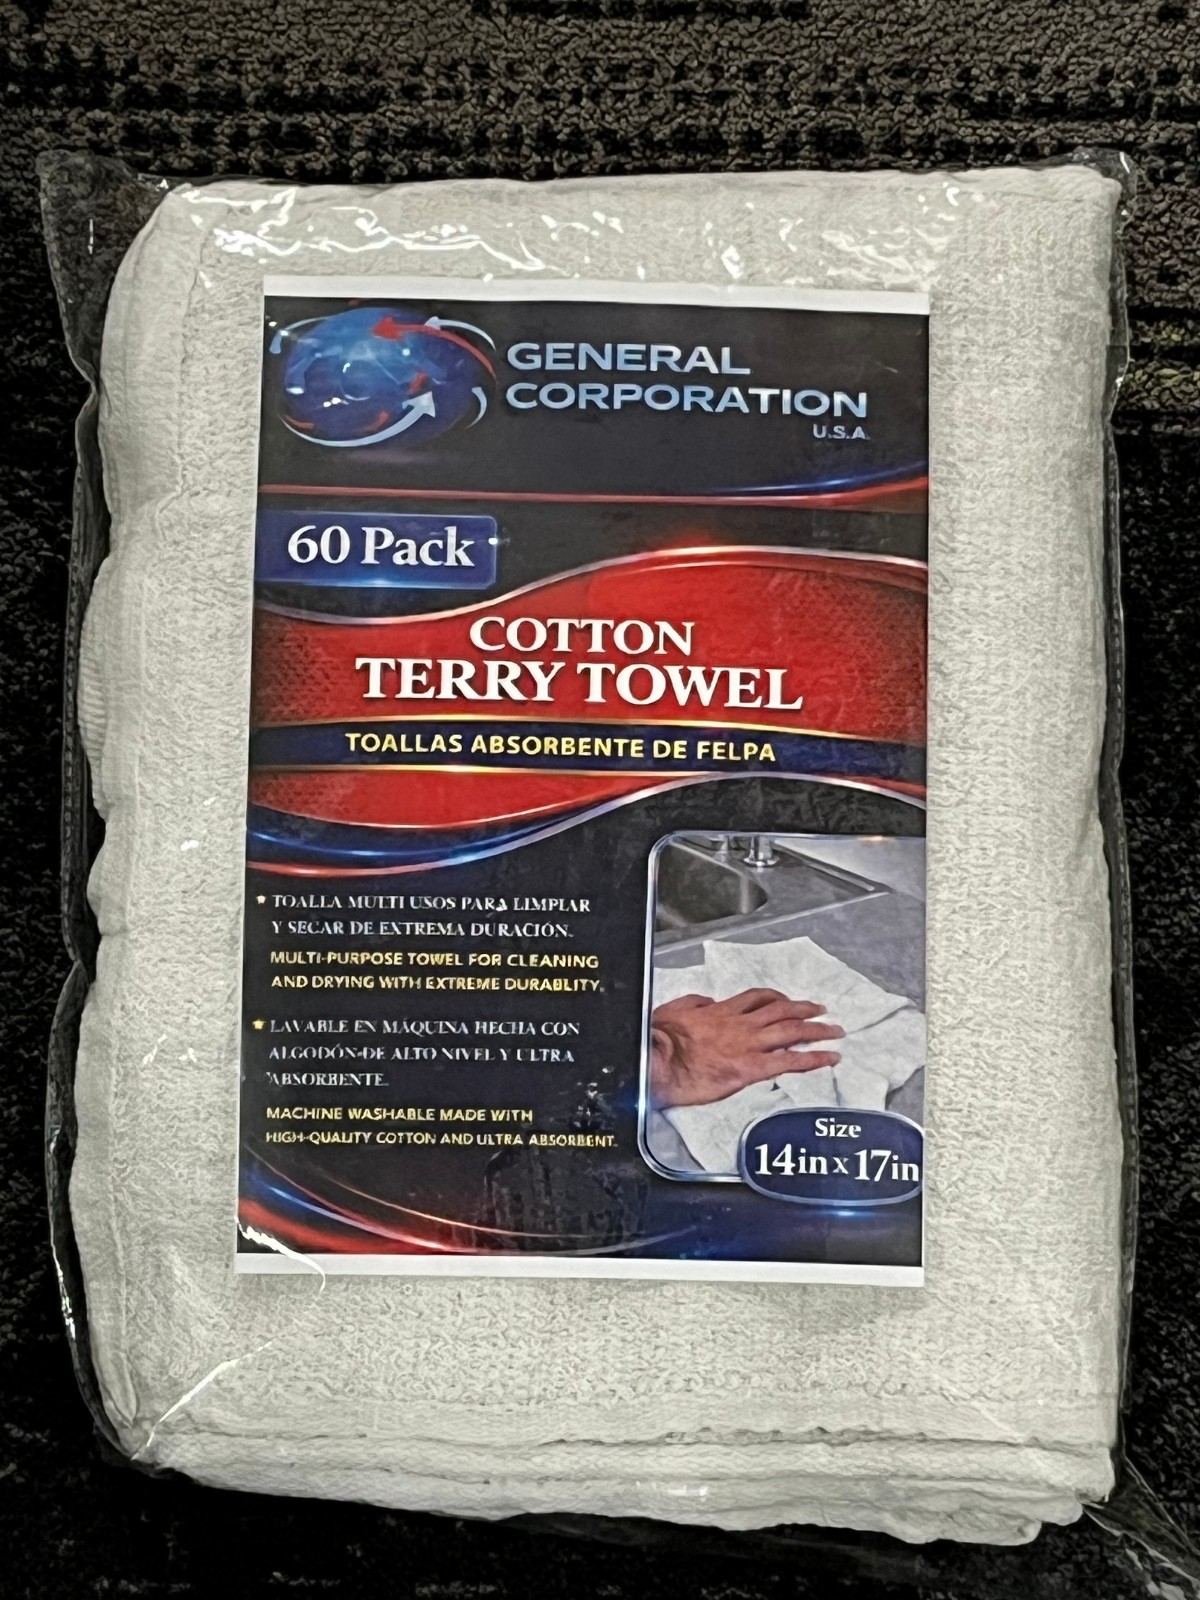 GENERAL
CORPORATION
U.S.A.
60 Pack
COTTON
TERRY TOWEL
TOALLAS ABSORBENTE DE FELPA
TOALLA MULTI USOS PARA LIMPIAR
Y SECAR DE EXTREMA DURACIÓN.
MULTI-PURPOSE TOWEL FOR CLEANING
AND DRYING WITH EXTREME DURABLITY.
LAVABLE EN MÁQUINA HECHA CON
ALGODÓN DE ALTO NIVEL Y ULTRA
ABSORBENTE.
MACHINE WASHABLE MADE WITH
HIGH-QUALITY COTTON AND ULTRA ABSORBENT.
Size
14in x 17in